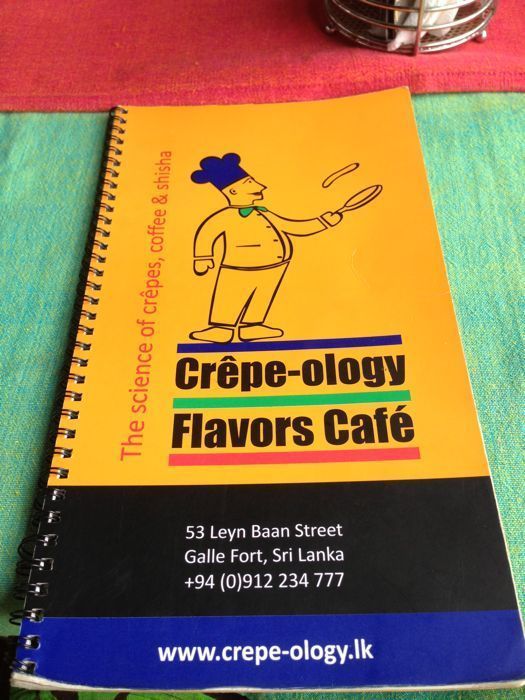 The science of crêpes, coffee & shisha
Crêpe-ology
Flavors Café
53 Leyn Baan Street
Galle Fort, Sri Lanka
+94 (0)912 234 777
www.crepe-ology.lk